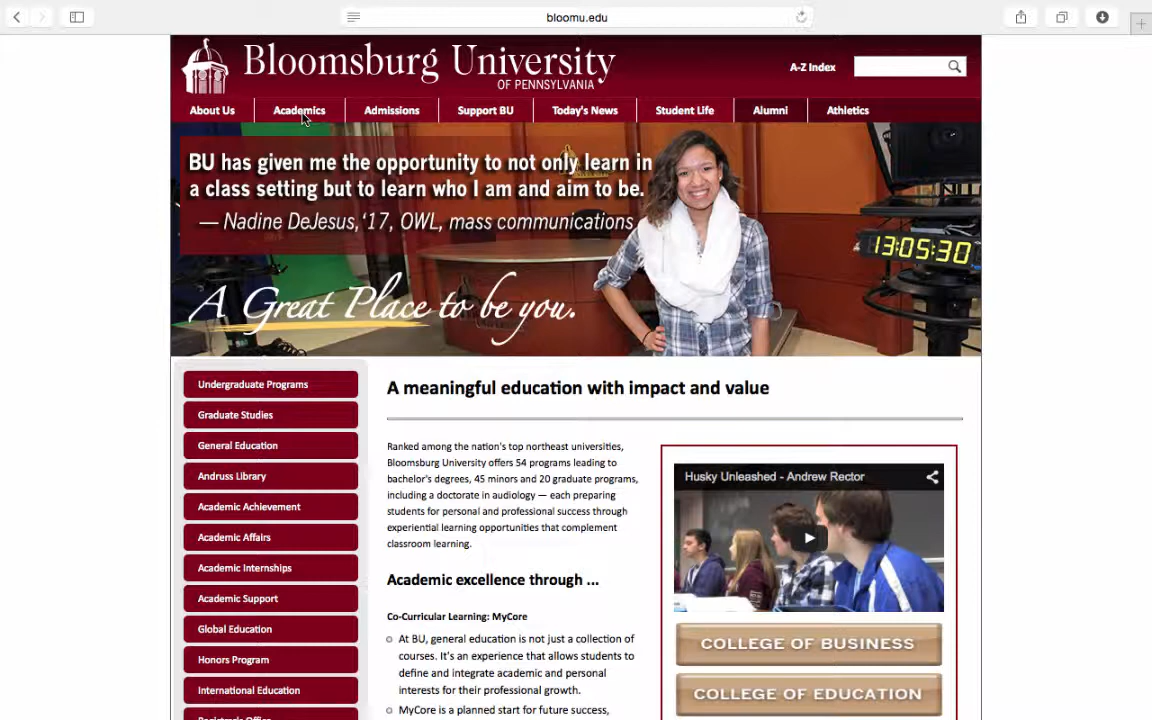 bloomu.edu
Bloomsburg University
OF PENNSYLVANIA
A-Z Index
About Us
Academics
Admissions
Support BU
Today's News
Student Life
Alumni
Athletics
BU has given me the opportunity to not only learn in
a class setting but to learn who I am and aim to be.
— Nadine DeJesus, '17, OWL, mass communications
13:05:30
A Great Place to be you.
Undergraduate Programs
Graduate Studies
General Education
Andruss Library
Academic Achievement
Academic Affairs
Academic Internships
Academic Support
Global Education
Honors Program
International Education
Registrar's Office
A meaningful education with impact and value
Ranked among the nation's top northeast universities,
Bloomsburg University offers 54 programs leading to
bachelor's degrees, 45 minors and 20 graduate programs,
including a doctorate in audiology — each preparing
students for personal and professional success through
experiential learning opportunities that complement
classroom learning.
Academic excellence through ...
Co-Curricular Learning: MyCore
At BU, general education is not just a collection of
courses. It's an experience that allows students to
define and integrate academic and personal
interests for their professional growth.
MyCore is a planned start for future success,
Husky Unleashed - Andrew Rector
COLLEGE OF BUSINESS
COLLEGE OF EDUCATION